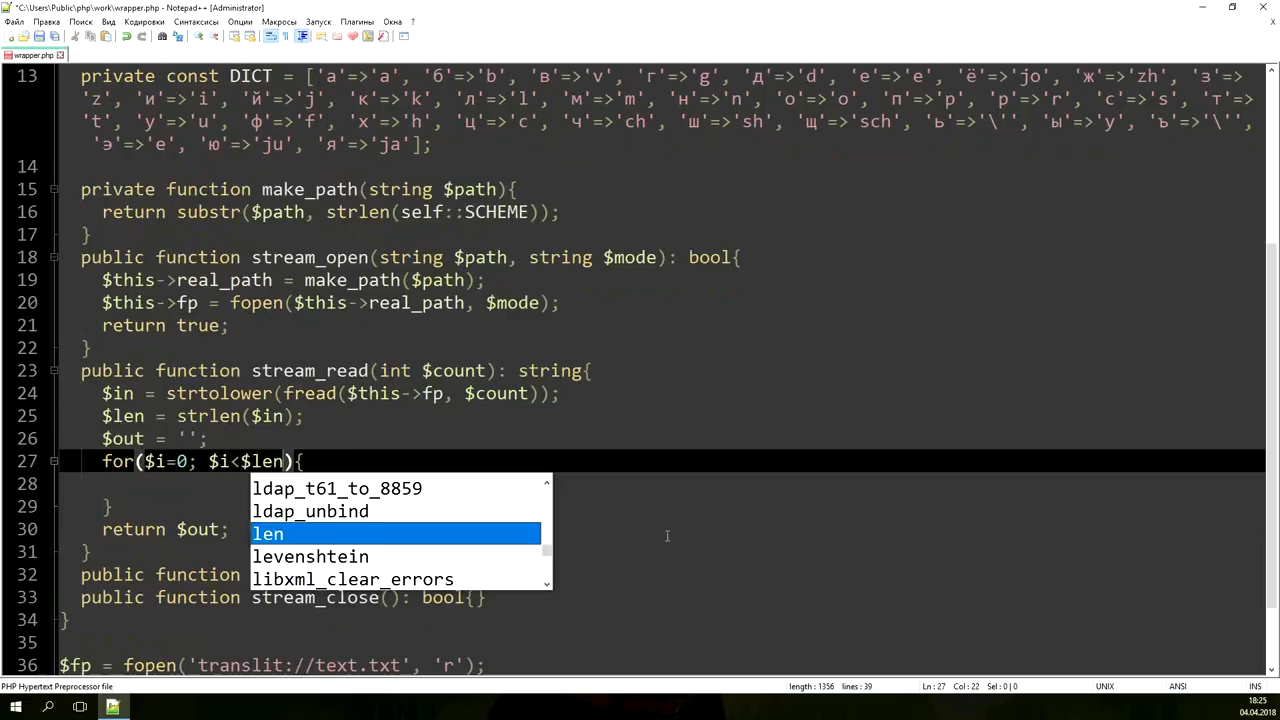 *C:\Users\Public\php\work\wrapper.php - Notepad++ [Administrator]
Файл Правка Поиск Вид Кодировки Синтаксисы Опции Макросы Запуск Плагины Окна ?
wrapper.php
13 private const DICT = ['а'=>'a', 'б'=>'b', 'в'=>'v', 'г'=>'g', 'д'=>'d', 'е'=>'e', 'ё'=>'jo', 'ж'=>'zh', 'з'=>
'z', 'и'=>'i', 'й'=>'j', 'к'=>'k', 'л'=>'l', 'м'=>'m', 'н'=>'n', 'о'=>'o', 'п'=>'p', 'р'=>'r', 'с'=>'s', 'т'=>
't', 'у'=>'u', 'ф'=>'f', 'х'=>'h', 'ц'=>'c', 'ч'=>'ch', 'ш'=>'sh', 'щ'=>'sch', 'ь'=>'\'', 'ы'=>'y', 'ъ'=>'\'',
'э'=>'e', 'ю'=>'ju', 'я'=>'ja'];
14
15 private function make_path(string $path){
16 return substr($path, strlen(self::SCHEME));
17 }
18 public function stream_open(string $path, string $mode): bool{
19 $this->real_path = make_path($path);
20 $this->fp = fopen($this->real_path, $mode);
21 return true;
22 }
23 public function stream_read(int $count): string{
24 $in = strtolower(fread($this->fp, $count));
25 $len = strlen($in);
26 $out = '';
27 for($i=0; $i<$len){
28 ldap_t61_to_8859
ldap_unbind
29 }
30 return $out; len
31 } levenshtein
32 public function libxml_clear_errors
33 public function stream_close(): bool{}
34 }
35
36 $fp = fopen('translit://text.txt', 'r');
PHP Hypertext Preprocessor file length : 1356 lines : 39 Ln : 27 Col : 22 Sel : 0 | 0 UNIX ANSI INS
18:25
04.04.2018